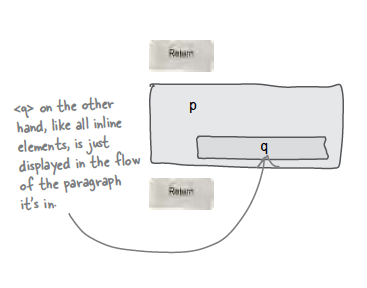 Return
p
q
<q> on the other
hand, like all inline
elements, is just
displayed in the flow
of the paragraph
it's in.
Return